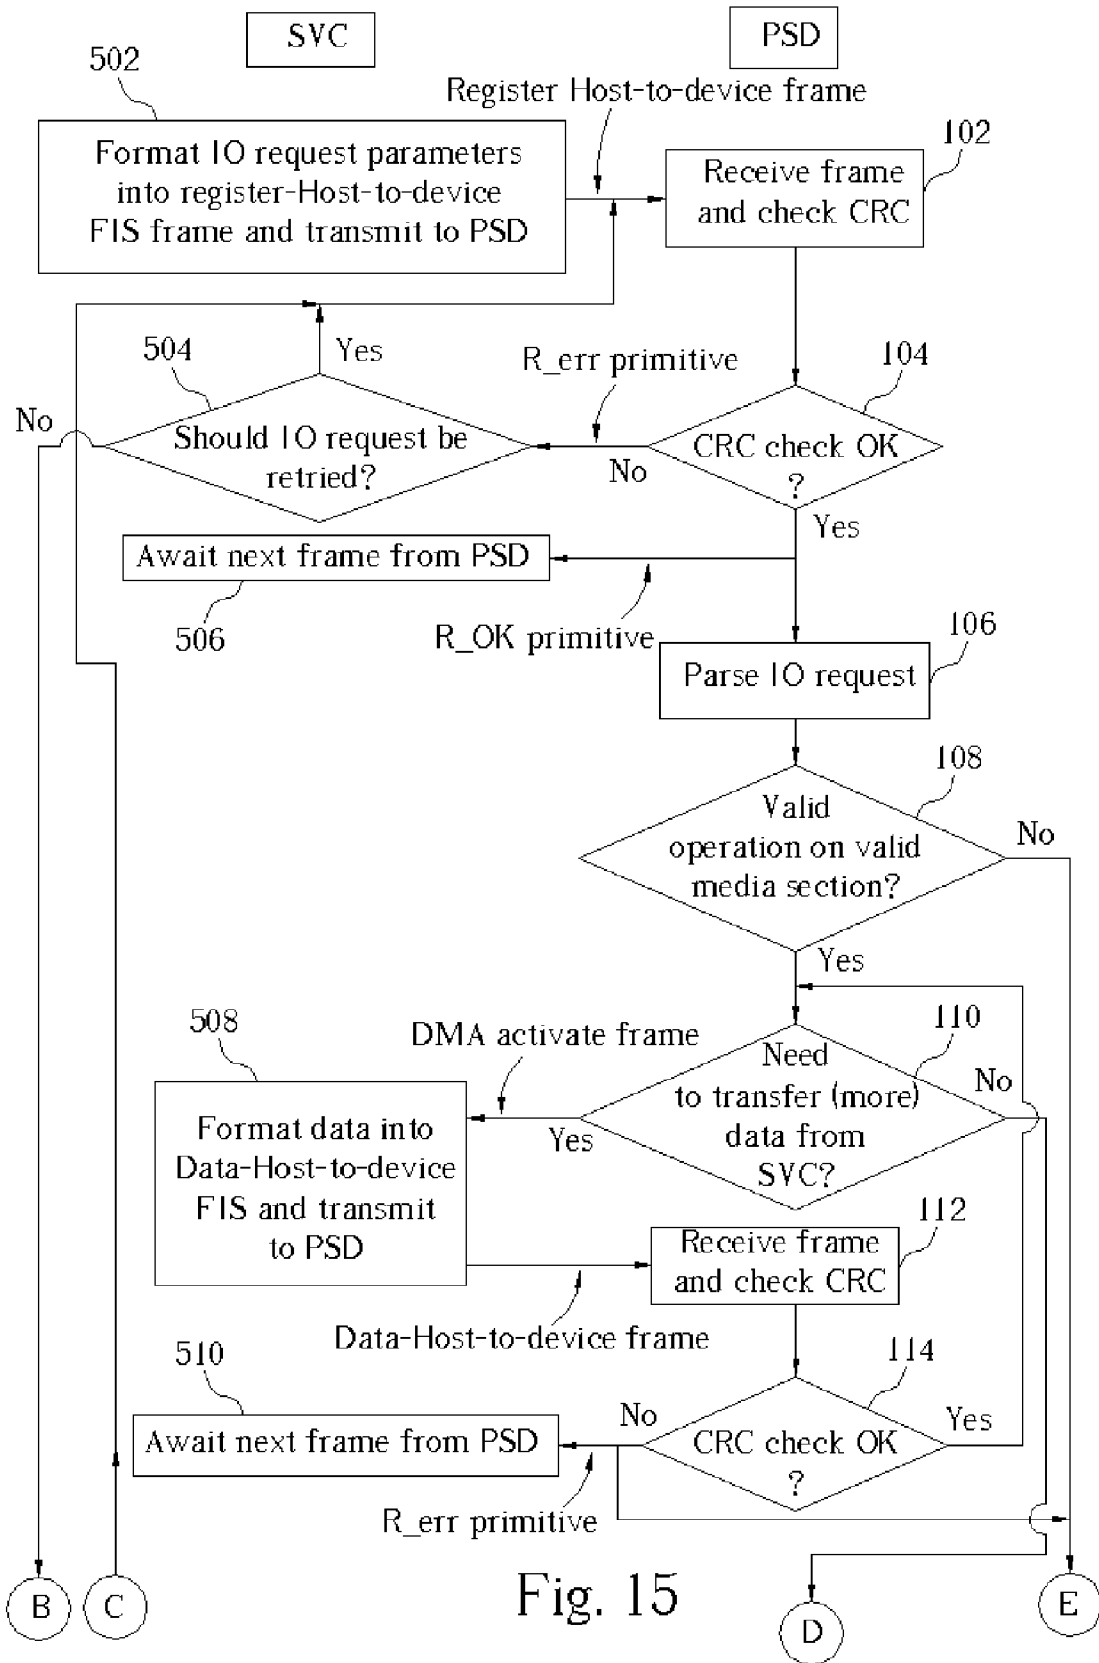 SVC
PSD
502
Register Host-to-device frame
102
Format IO request parameters
into register-Host-to-device
FIS frame and transmit to PSD
Receive frame
and check CRC
504
Yes
R_err primitive
104
No
Should IO request be
retried?
No
CRC check OK
?
Yes
Await next frame from PSD
506
R_OK primitive
106
Parse IO request
108
Valid
operation on valid
media section?
No
Yes
508
DMA activate frame
110
Need
to transfer (more)
data from
SVC?
No
Yes
Format data into
Data-Host-to-device
FIS and transmit
to PSD
112
Receive frame
and check CRC
Data-Host-to-device frame
510
114
No
Yes
Await next frame from PSD
CRC check OK
?
R_err primitive
B
C
Fig. 15
D
E